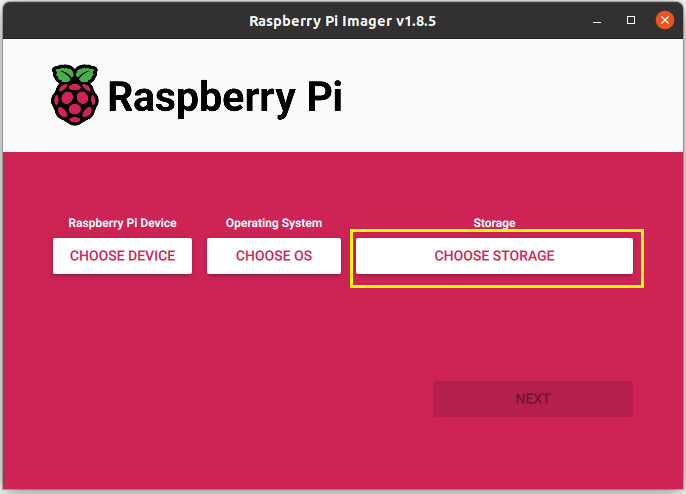 Raspberry Pi Imager v1.8.5
Raspberry Pi
Raspberry Pi Device
Operating System
Storage
CHOOSE DEVICE
CHOOSE OS
CHOOSE STORAGE
NEXT